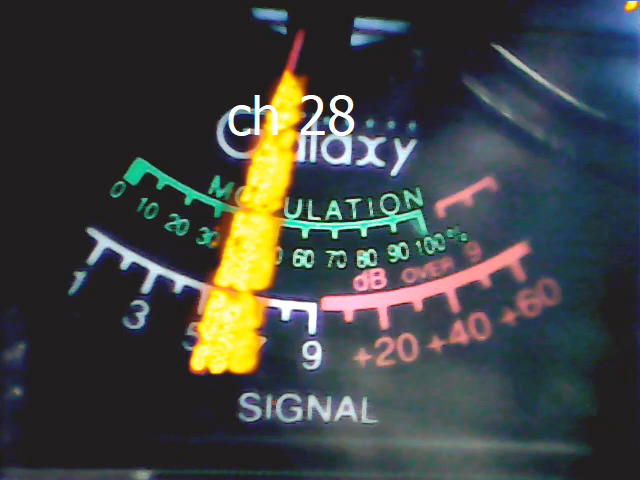 ch 28
Galaxy
MODULATION
0 10 20 30 60 70 80 90 100 %
dB OVER 9
1 3 5 7 9 +20 +40 +60
SIGNAL